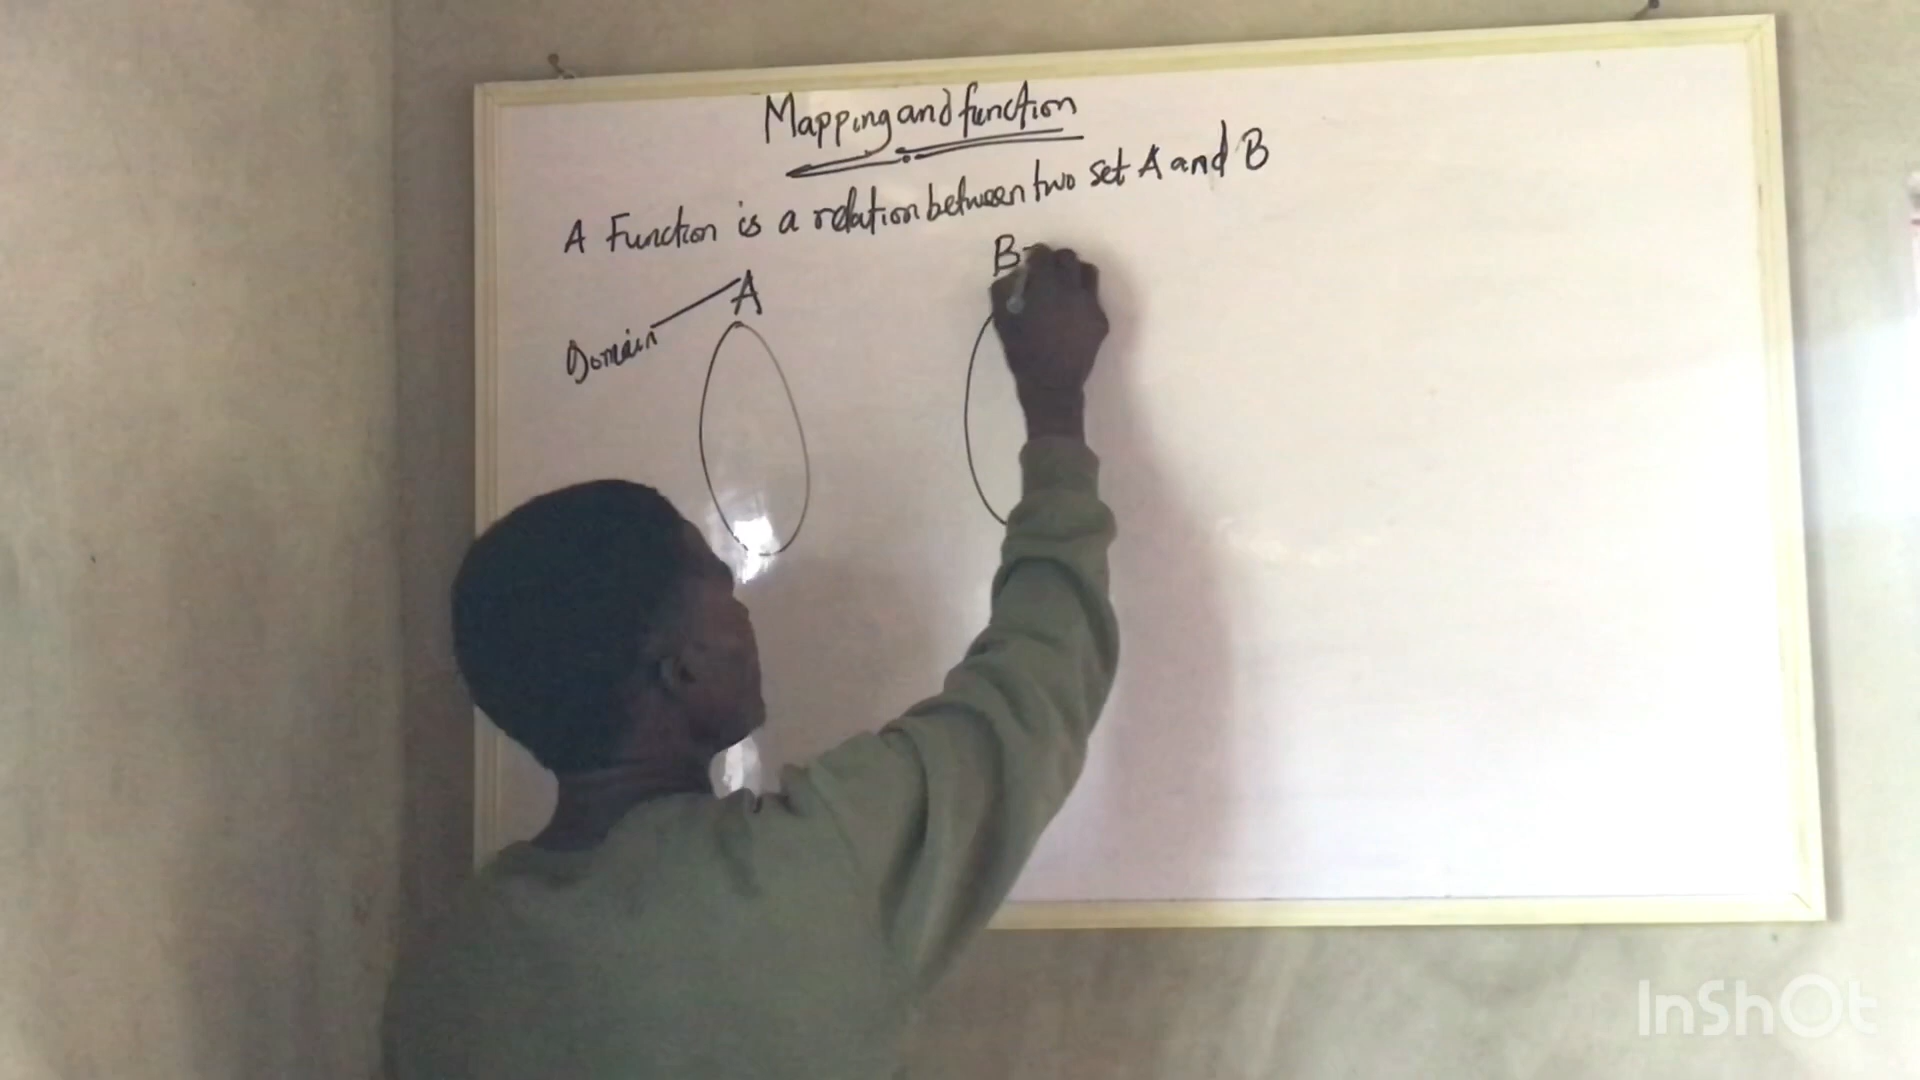 Mapping and function
A Function is a relation between two set A and B
A
B
Domain
InShOt